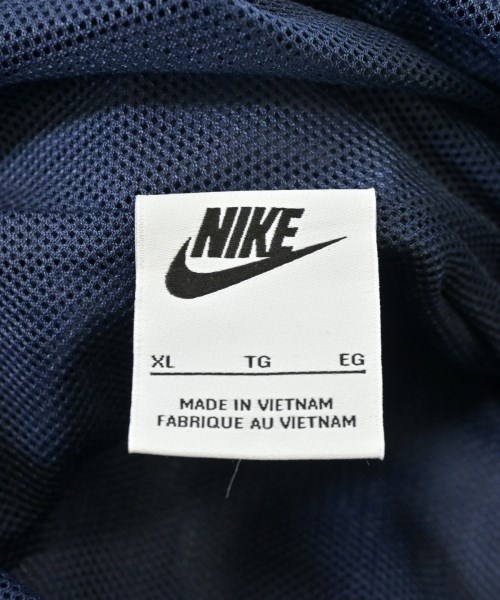 NIKE
XL TG EG
MADE IN VIETNAM
FABRIQUE AU VIETNAM